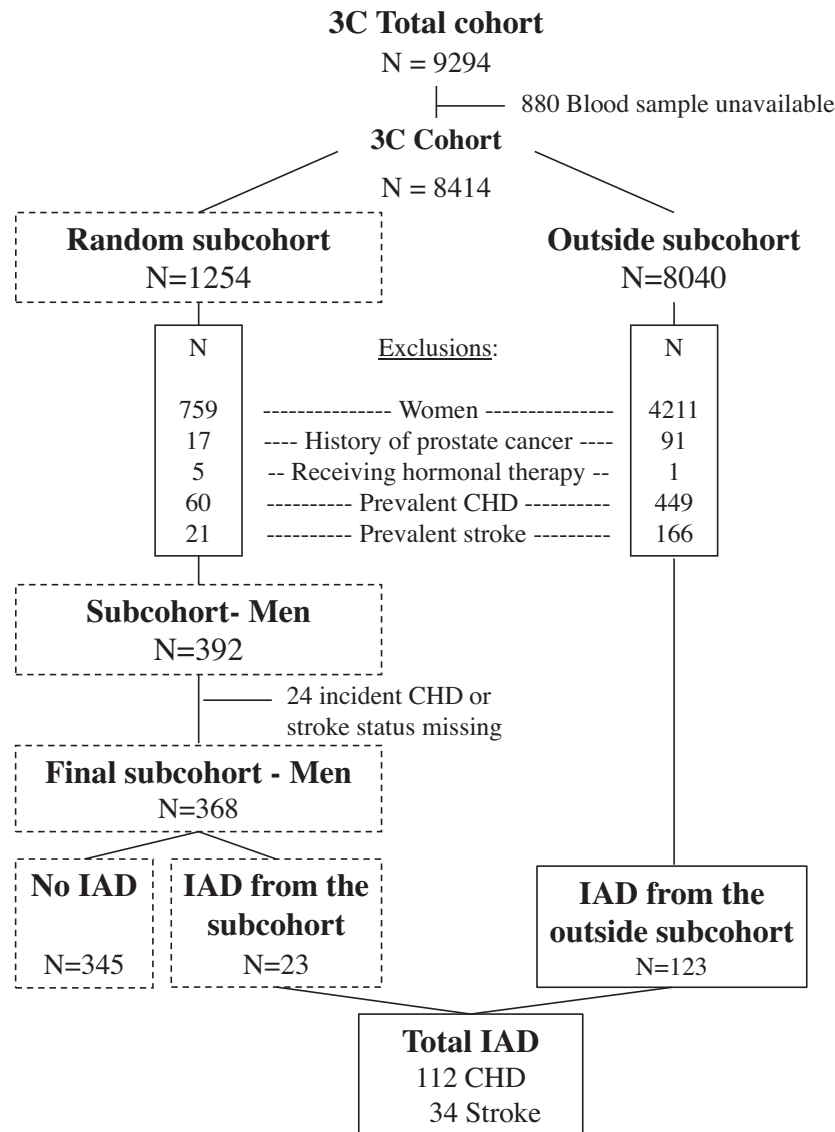 3C Total cohort
N = 9294
880 Blood sample unavailable
3C Cohort
N = 8414
Random subcohort
N=1254
Outside subcohort
N=8040
N Exclusions: N
759 --------------- Women --------------- 4211
17 ---- History of prostate cancer ---- 91
5 -- Receiving hormonal therapy -- 1
60 ---------- Prevalent CHD --------- 449
21 ---------- Prevalent stroke --------- 166
Subcohort- Men
N=392
24 incident CHD or
stroke status missing
Final subcohort - Men
N=368
No IAD
N=345
IAD from the
subcohort
N=23
IAD from the
outside subcohort
N=123
Total IAD
112 CHD
34 Stroke